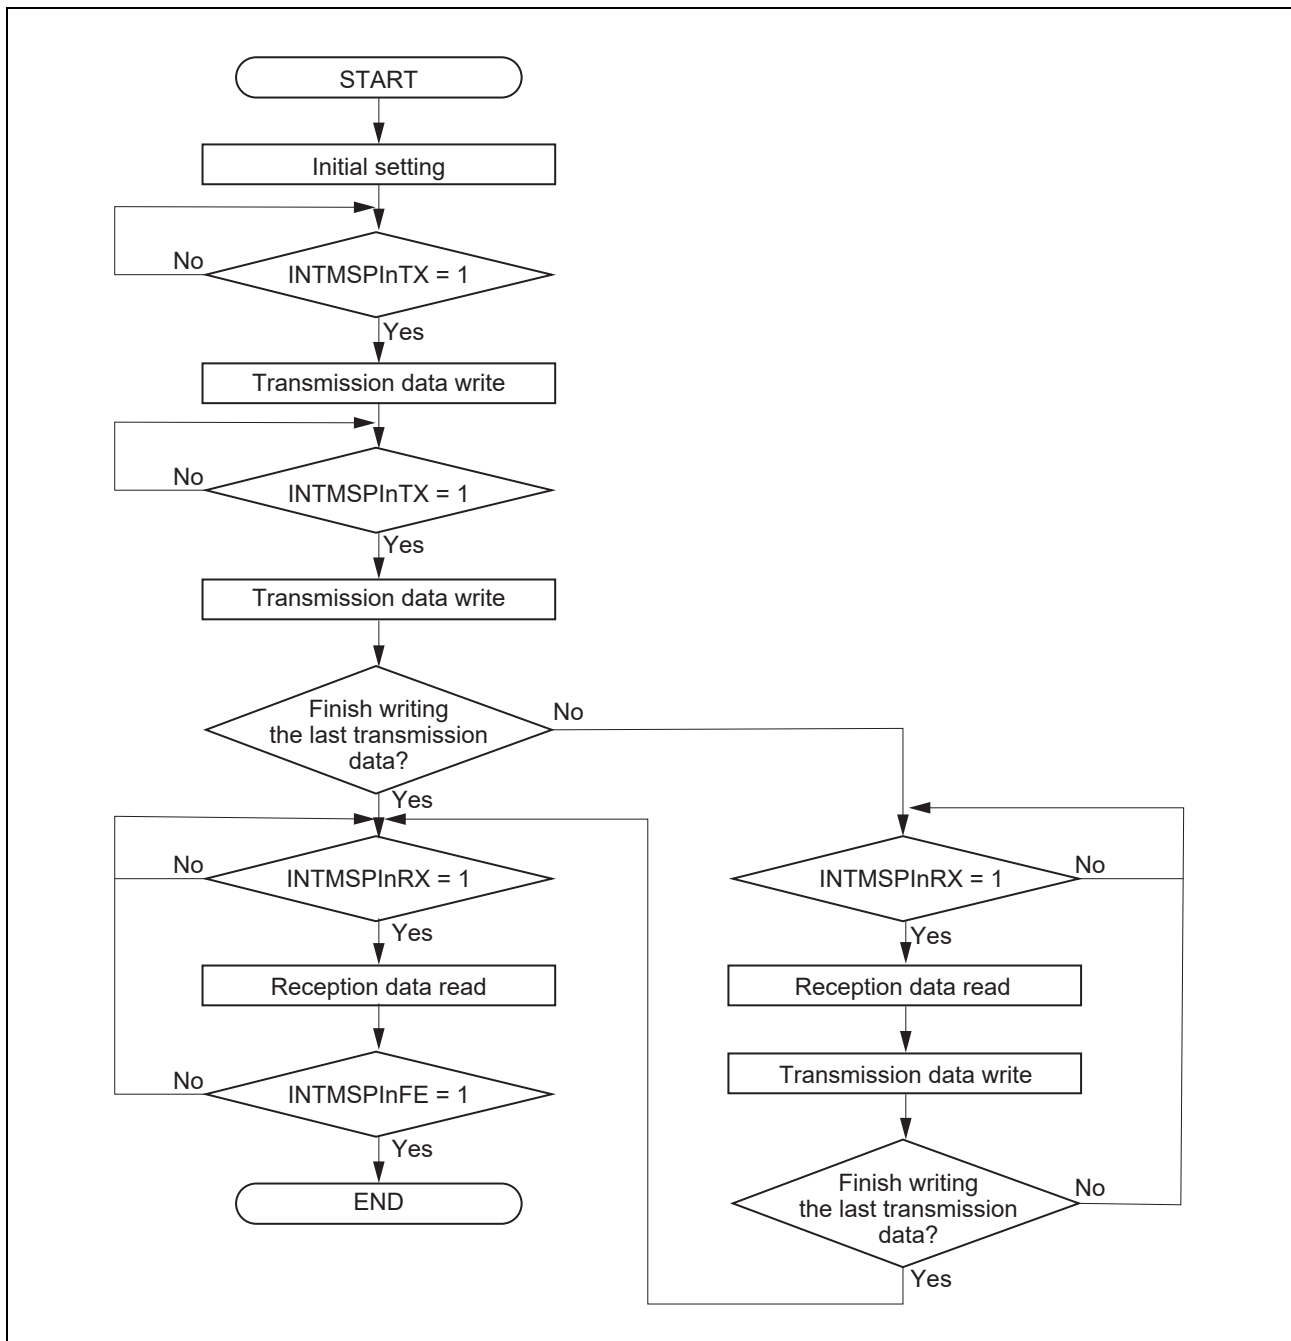 START
Initial setting
No
INTMSPInTX = 1
Yes
Transmission data write
No
INTMSPInTX = 1
Yes
Transmission data write
Finish writing
the last transmission
data?
No
Yes
No
INTMSPInRX = 1
Yes
Reception data read
No
INTMSPInFE = 1
Yes
END
INTMSPInRX = 1
No
Yes
Reception data read
Transmission data write
Finish writing
the last transmission
data?
No
Yes